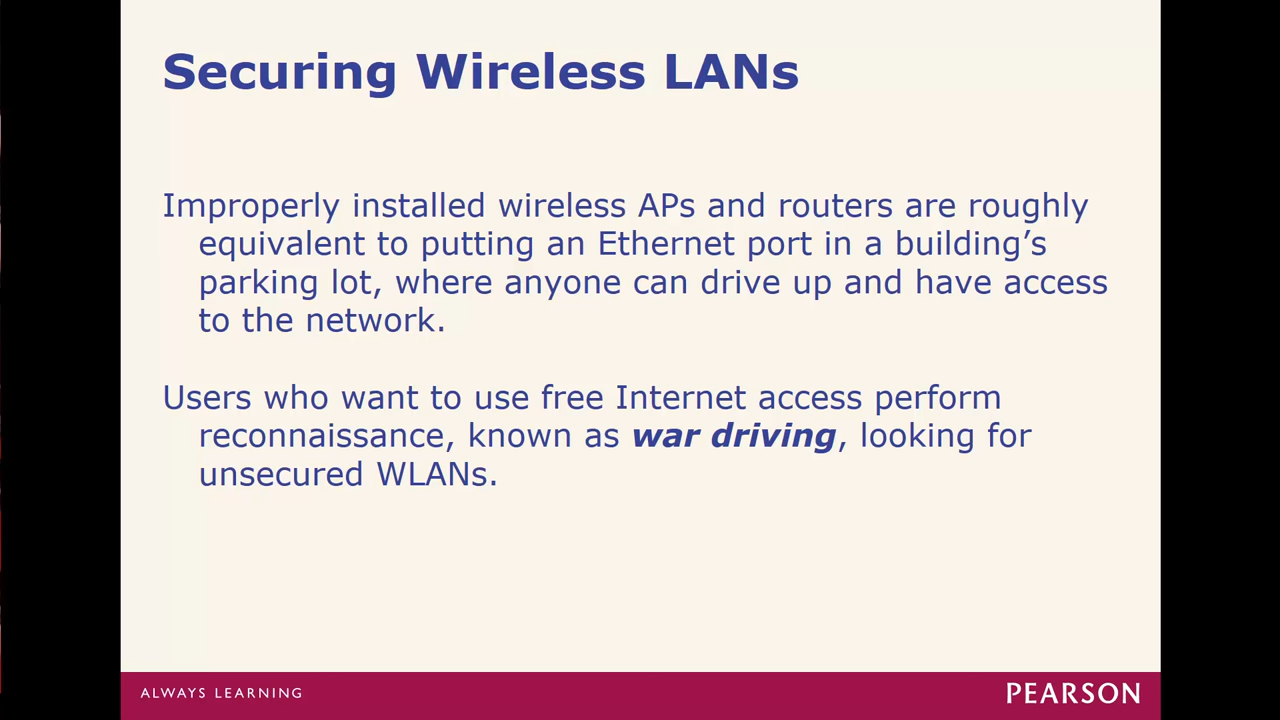 Securing Wireless LANs
Improperly installed wireless APs and routers are roughly
equivalent to putting an Ethernet port in a building’s
parking lot, where anyone can drive up and have access
to the network.
Users who want to use free Internet access perform
reconnaissance, known as war driving, looking for
unsecured WLANs.
ALWAYS LEARNING
PEARSON